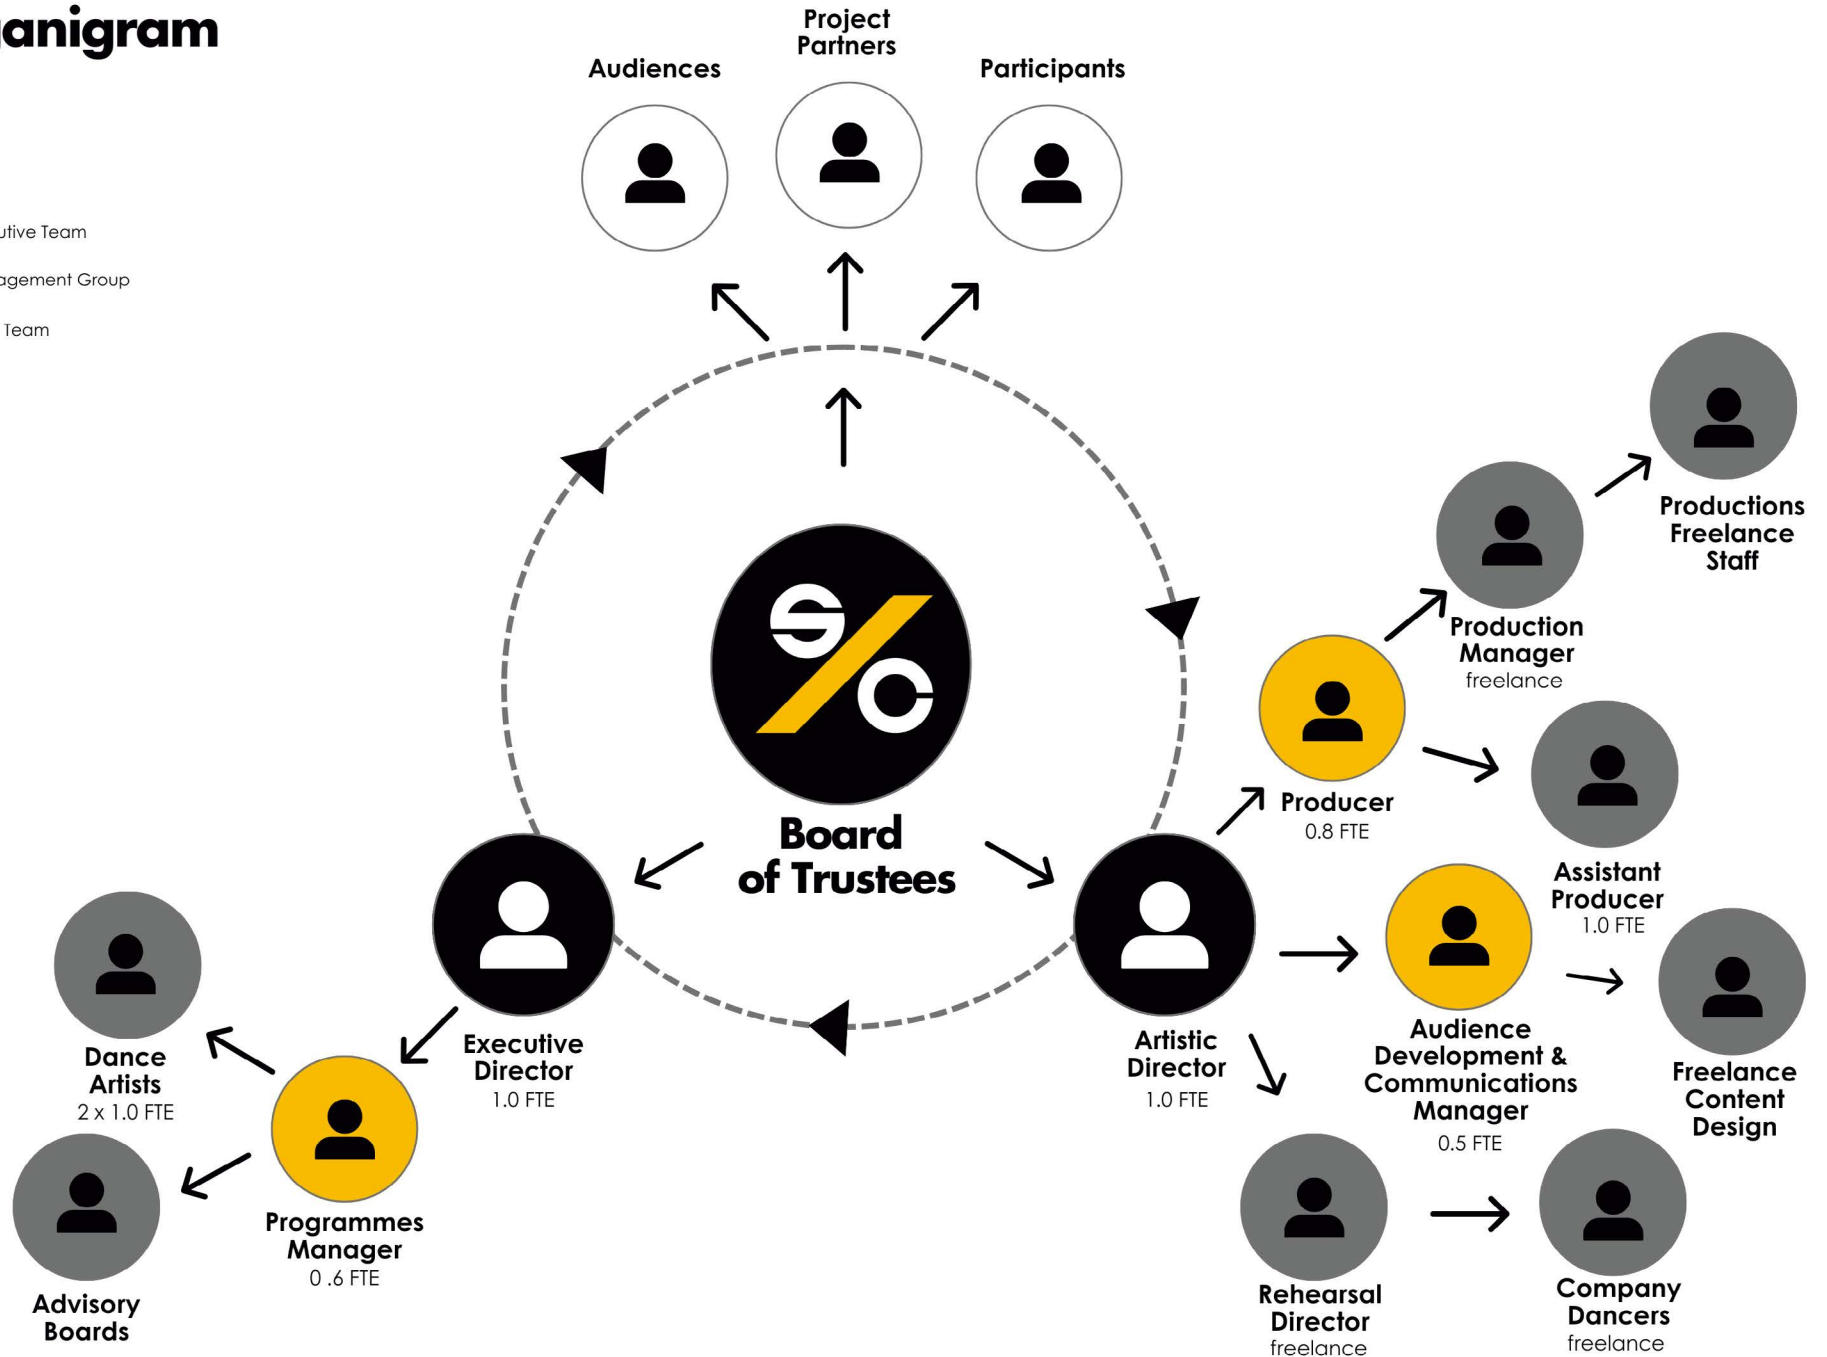 ganigram
utive Team
agement Group
Team
Project
Partners
Audiences
Participants
Productions
Freelance
Staff
Production
Manager
freelance
S/C
Producer
0.8 FTE
Board
of Trustees
Assistant
Producer
1.0 FTE
Executive
Director
1.0 FTE
Artistic
Director
1.0 FTE
Audience
Development &
Communications
Manager
0.5 FTE
Freelance
Content
Design
Dance
Artists
2 x 1.0 FTE
Programmes
Manager
0 .6 FTE
Advisory
Boards
Rehearsal
Director
freelance
Company
Dancers
freelance